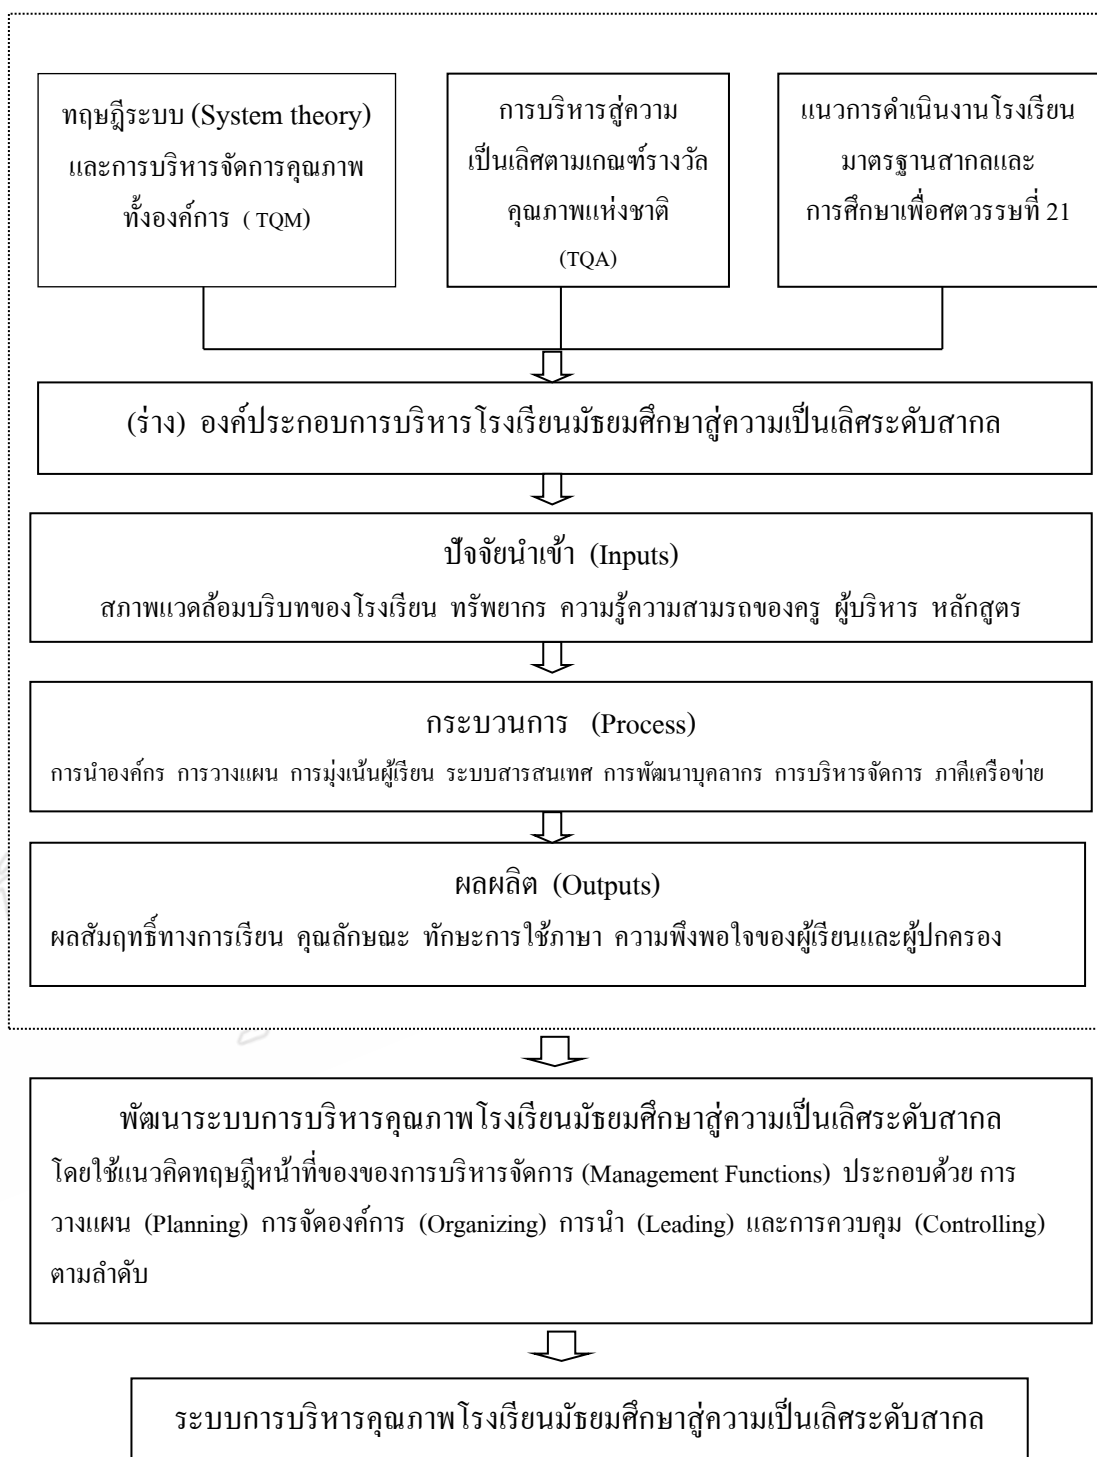 ทฤษฎีระบบ (System theory)
และการบริหารจัดการคุณภาพ
ทั้งองค์การ ( TQM)
การบริหารสู่ความ
เป็นเลิศตามเกณฑ์รางวัล
คุณภาพแห่งชาติ
(TQA)
แนวการดำเนินงานโรงเรียน
มาตรฐานสากลและ
การศึกษาเพื่อศตวรรษที่ 21
(ร่าง) องค์ประกอบการบริหารโรงเรียนมัธยมศึกษาสู่ความเป็นเลิศระดับสากล
ปัจจัยนำเข้า (Inputs)
สภาพแวดล้อมบริบทของโรงเรียน ทรัพยากร ความรู้ความสามรถของครู ผู้บริหาร หลักสูตร
กระบวนการ (Process)
การนำองค์กร การวางแผน การมุ่งเน้นผู้เรียน ระบบสารสนเทศ การพัฒนาบุคลากร การบริหารจัดการ ภาคีเครือข่าย
ผลผลิต (Outputs)
ผลสัมฤทธิ์ทางการเรียน คุณลักษณะ ทักษะการใช้ภาษา ความพึงพอใจของผู้เรียนและผู้ปกครอง
พัฒนาระบบการบริหารคุณภาพโรงเรียนมัธยมศึกษาสู่ความเป็นเลิศระดับสากล
โดยใช้แนวคิดทฤษฎีหน้าที่ของของการบริหารจัดการ (Management Functions) ประกอบด้วย การ
วางแผน (Planning) การจัดองค์การ (Organizing) การนำ (Leading) และการควบคุม (Controlling)
ตามลำดับ
ระบบการบริหารคุณภาพโรงเรียนมัธยมศึกษาสู่ความเป็นเลิศระดับสากล